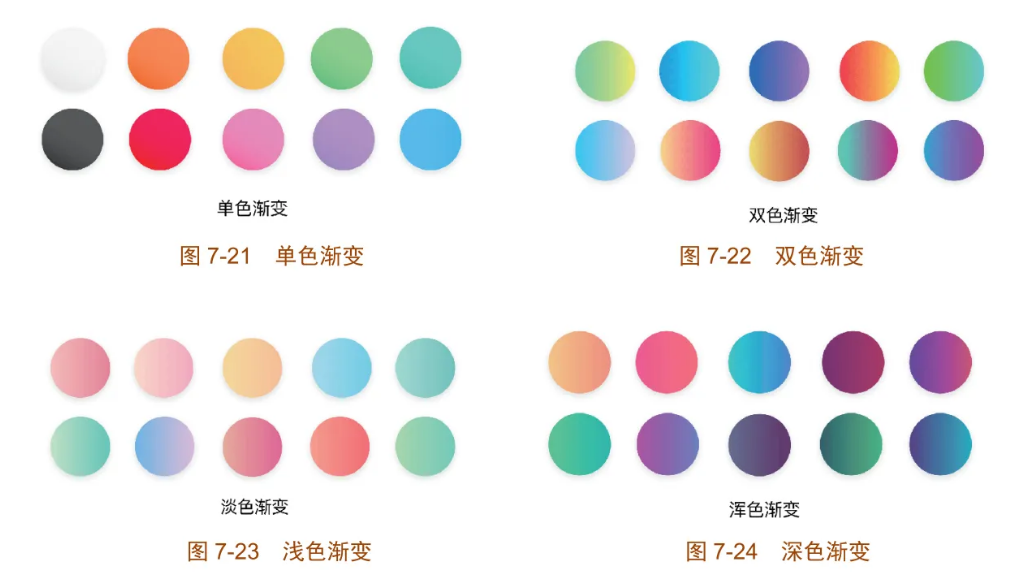 单色渐变
图 7-21 单色渐变
双色渐变
图 7-22 双色渐变
淡色渐变
图 7-23 浅色渐变
浑色渐变
图 7-24 深色渐变